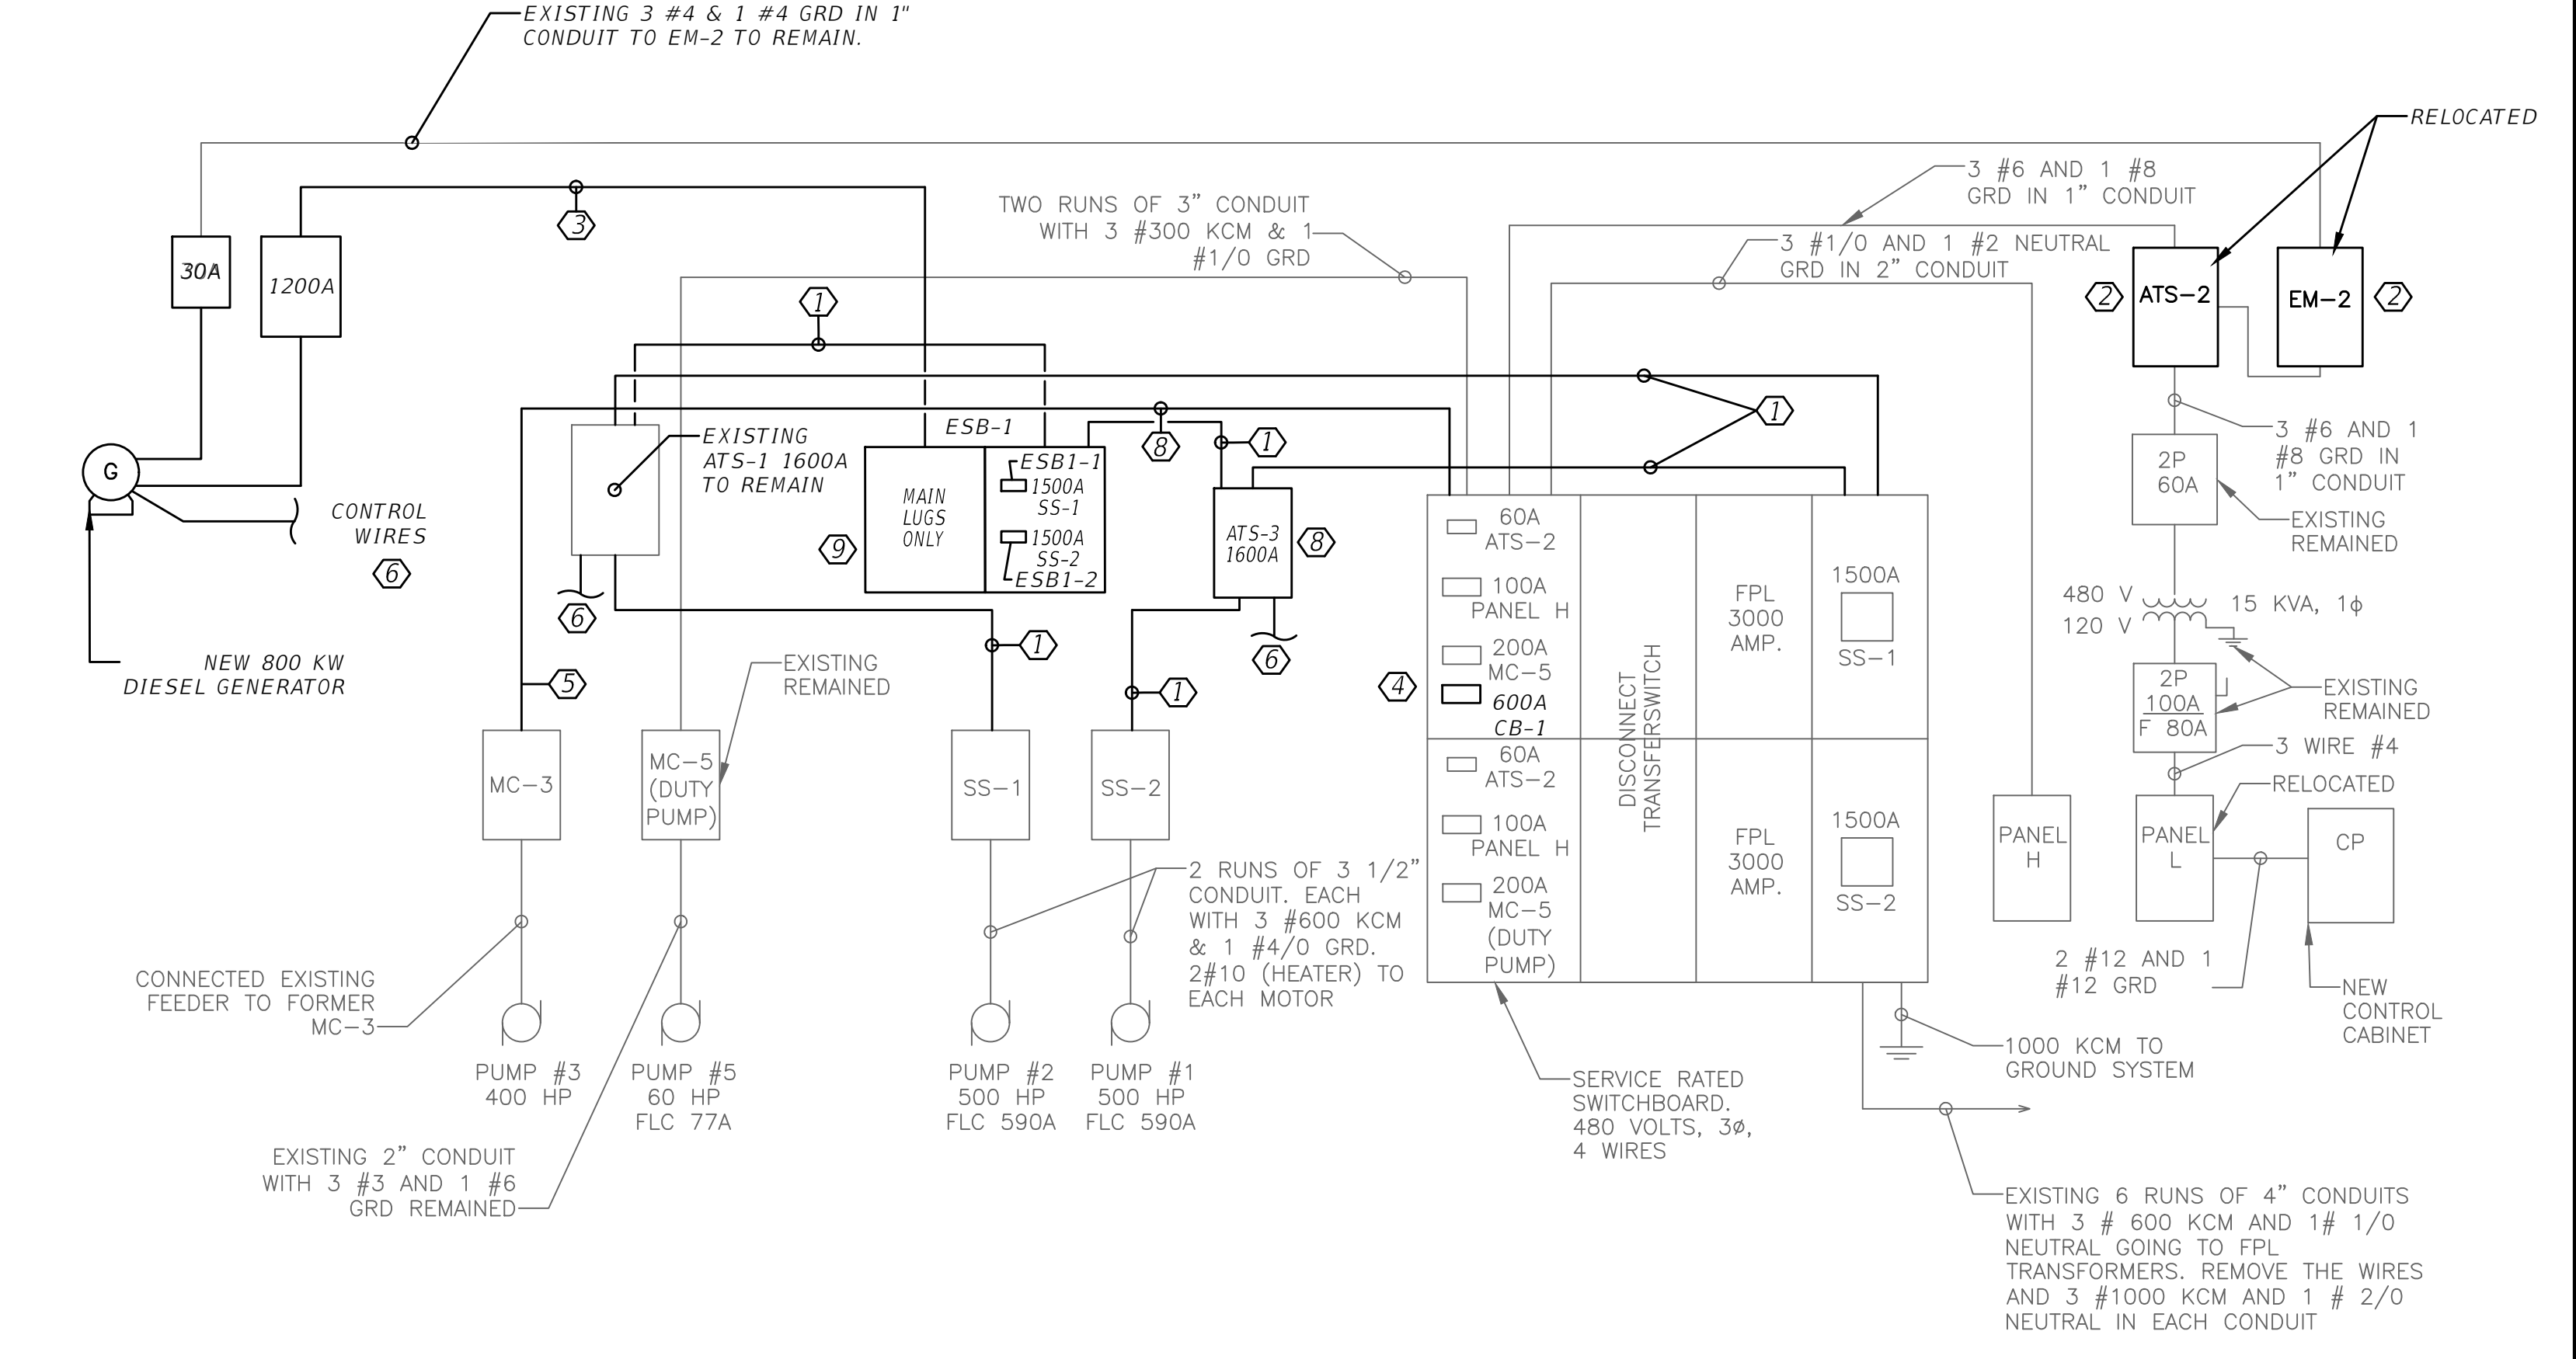 EXISTING 3 #4 & 1 #4 GRD IN 1"
CONDUIT TO EM-2 TO REMAIN.
RELOCATED
3 #6 AND 1 #8
GRD IN 1" CONDUIT
TWO RUNS OF 3" CONDUIT
WITH 3 #300 KCM & 1
#1/0 GRD
3 #1/0 AND 1 #2 NEUTRAL
GRD IN 2" CONDUIT
3
30A
1200A
1
2
ATS-2
EM-2
2
G
CONTROL
WIRES
6
NEW 800 KW
DIESEL GENERATOR
EXISTING
ATS-1 1600A
TO REMAIN
6
ESB-1
9
MAIN
LUGS
ONLY
ESB1-1
1500A
SS-1
1500A
SS-2
ESB1-2
8
1
1
ATS-3
1600A
8
6
1
1
5
4
60A
ATS-2
100A
PANEL H
200A
MC-5
600A
CB-1
60A
ATS-2
100A
PANEL H
200A
MC-5
(DUTY
PUMP)
DISCONNECT
TRANSFERSWITCH
FPL
3000
AMP.
FPL
3000
AMP.
1500A
SS-1
1500A
SS-2
3 #6 AND 1
#8 GRD IN
1" CONDUIT
2P
60A
EXISTING
REMAINED
480 V
120 V
15 KVA, 1ϕ
2P
100A
F 80A
EXISTING
REMAINED
3 WIRE #4
RELOCATED
PANEL
H
PANEL
L
CP
2 #12 AND 1
#12 GRD
NEW
CONTROL
CABINET
EXISTING
REMAINED
MC-3
MC-5
(DUTY
PUMP)
SS-1
SS-2
2 RUNS OF 3 1/2"
CONDUIT. EACH
WITH 3 #600 KCM
& 1 #4/0 GRD.
2#10 (HEATER) TO
EACH MOTOR
CONNECTED EXISTING
FEEDER TO FORMER
MC-3
PUMP #3
400 HP
PUMP #5
60 HP
FLC 77A
PUMP #2
500 HP
FLC 590A
PUMP #1
500 HP
FLC 590A
EXISTING 2" CONDUIT
WITH 3 #3 AND 1 #6
GRD REMAINED
SERVICE RATED
SWITCHBOARD.
480 VOLTS, 3ø,
4 WIRES
1000 KCM TO
GROUND SYSTEM
EXISTING 6 RUNS OF 4" CONDUITS
WITH 3 # 600 KCM AND 1# 1/0
NEUTRAL GOING TO FPL
TRANSFORMERS. REMOVE THE WIRES
AND 3 #1000 KCM AND 1 # 2/0
NEUTRAL IN EACH CONDUIT